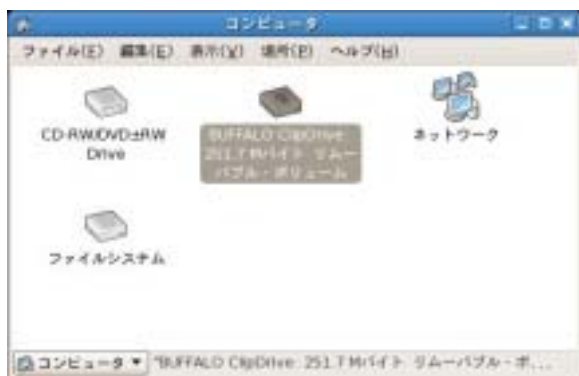 コンピュータ
ファイル(E) 編集(E) 表示(V) 場所(P) ヘルプ(H)
CD-RW/DVD±RW
Drive
BUFFALO ClipDrive:
251.7 Mバイト リムー
バブル・ボリューム
ネットワーク
ファイルシステム
コンピュータ "BUFFALO ClipDrive: 251.7 Mバイト リムーバブル・ボ...